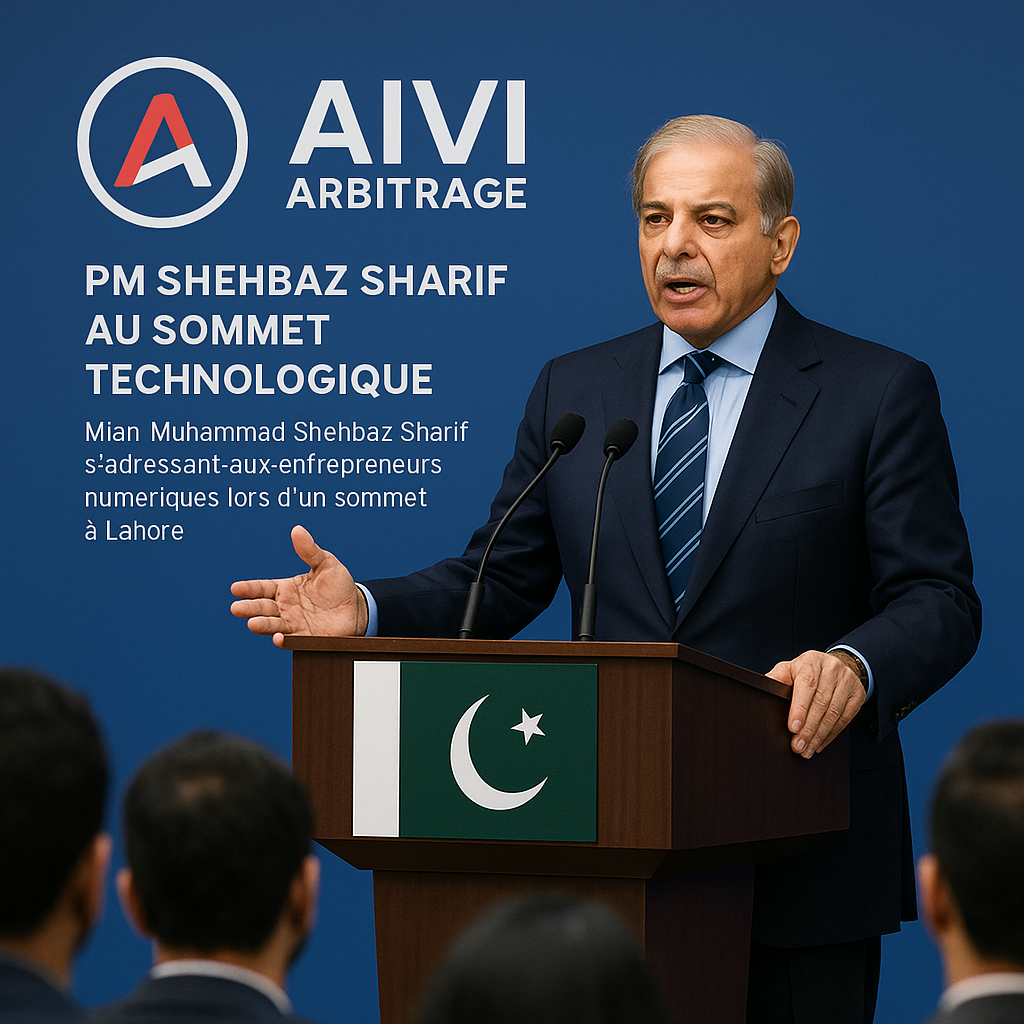 AIVI
ARBITRAGE
PM SHEHBAZ SHARIF
AU SOMMET
TECHNOLOGIQUE
Mian Muhammad Shehbaz Sharif
s'adressant-aux-enfrepreneurs
numeriques lors d'un sommet
à Lahore